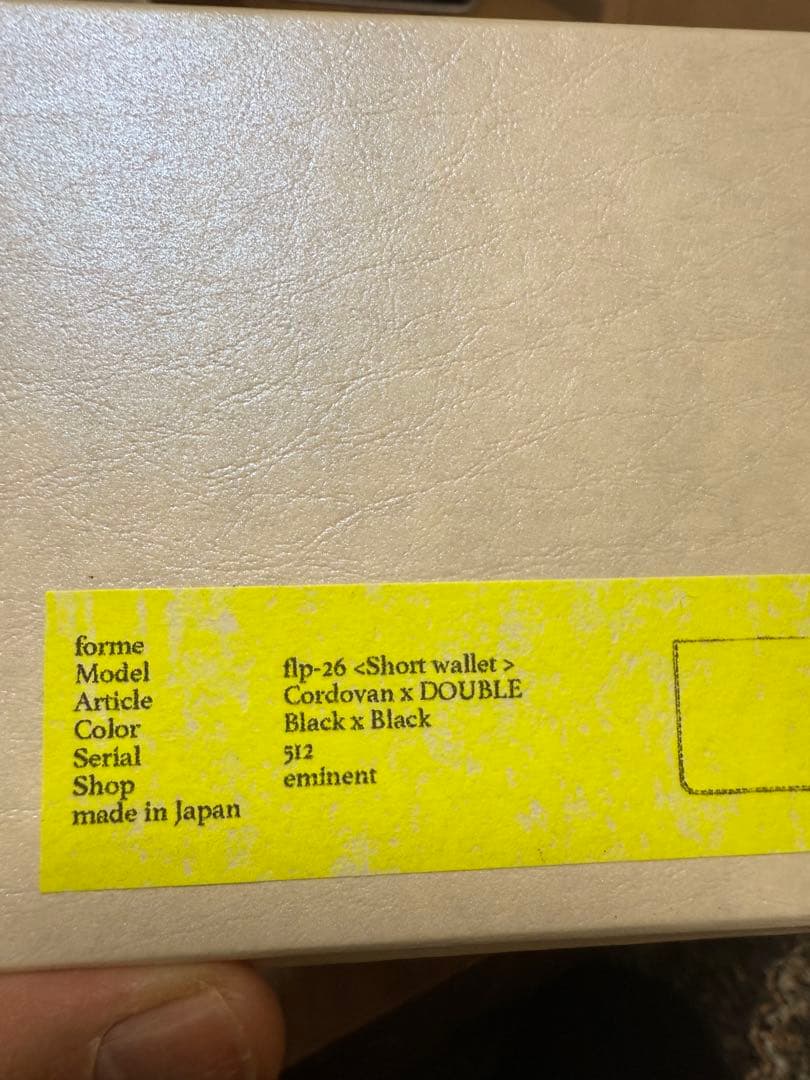 forme
Model flp-26 <Short wallet >
Article Cordovan x DOUBLE
Color Black x Black
Serial 512
Shop eminent
made in Japan